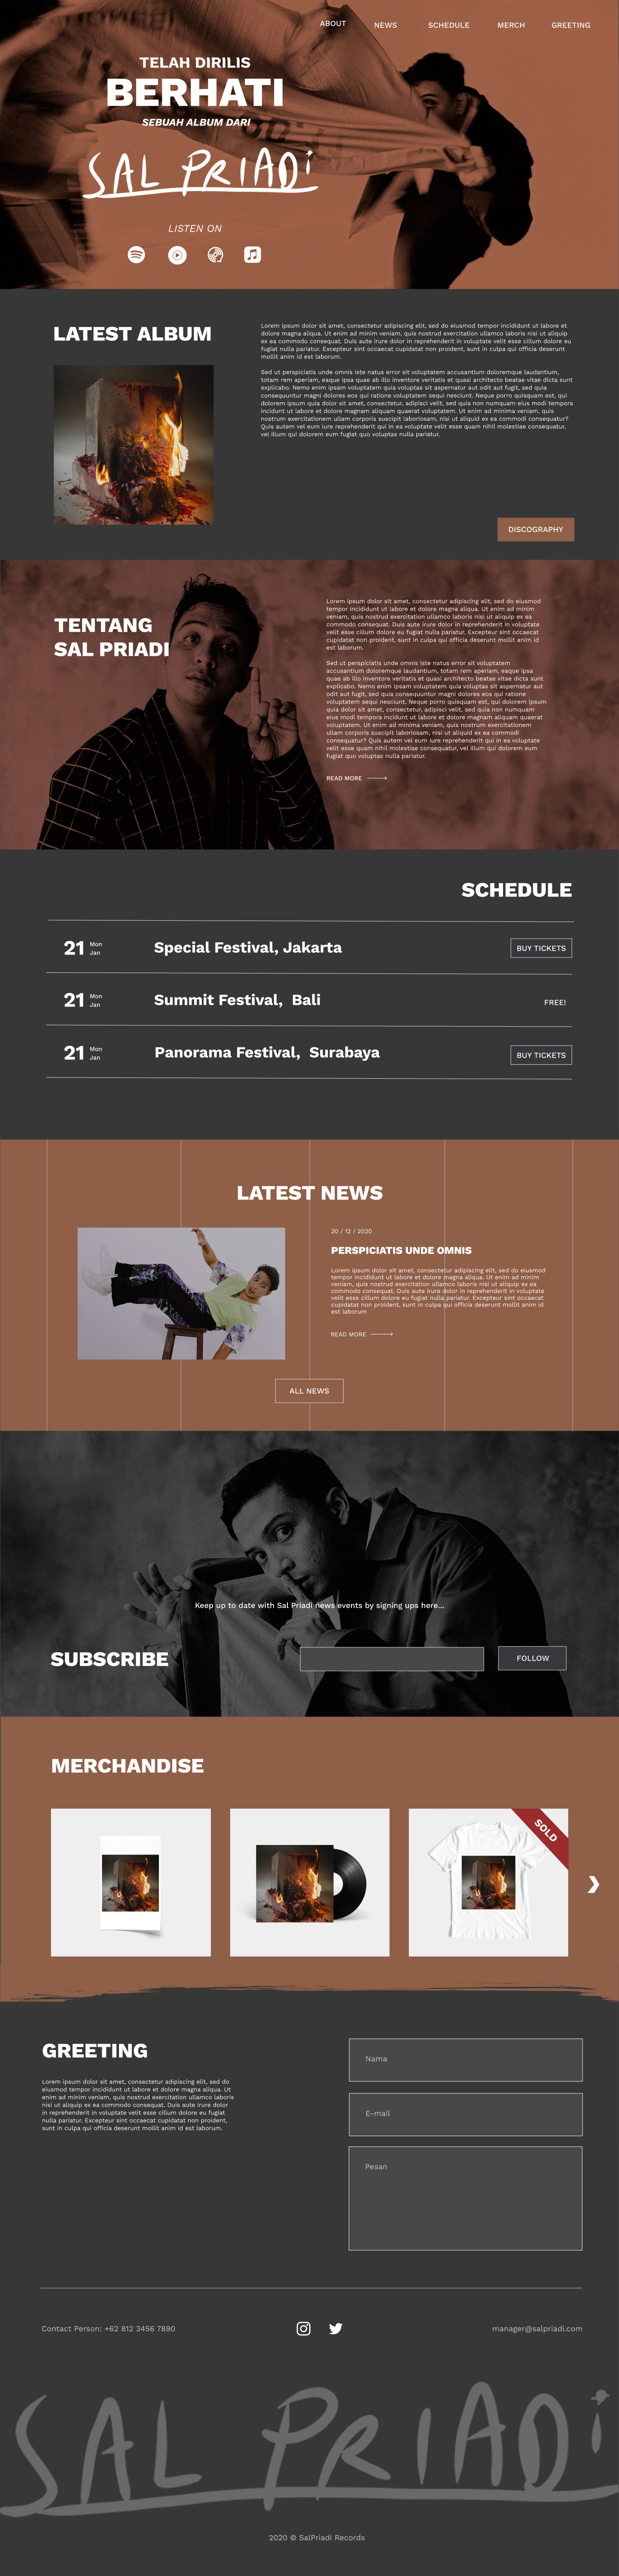 ABOUT
NEWS
SCHEDULE
MERCH
GREETING
TELAH DIRILIS
BERHATI
SEBUAH ALBUM DARI
SAL PRIADI
LISTEN ON
LATEST ALBUM
Lorem ipsum dolor sit amet, consectetur adipiscing elit, sed do eiusmod tempor incididunt ut labore et
dolore magna aliqua. Ut enim ad minim veniam, quis nostrud exercitation ullamco laboris nisi ut aliquip
ex ea commodo consequat. Duis aute irure dolor in reprehenderit in voluptate velit esse cillum dolore eu
fugiat nulla pariatur. Excepteur sint occaecat cupidatat non proident, sunt in culpa qui officia deserunt
mollit anim id est laborum.
Sed ut perspiciatis unde omnis iste natus error sit voluptatem accusantium doloremque laudantium,
totam rem aperiam, eaque ipsa quae ab illo inventore veritatis et quasi architecto beatae vitae dicta sunt
explicabo. Nemo enim ipsam voluptatem quia voluptas sit aspernatur aut odit aut fugit, sed quia
consequuntur magni dolores eos qui ratione voluptatem sequi nesciunt. Neque porro quisquam est, qui
dolorem ipsum quia dolor sit amet, consectetur, adipisci velit, sed quia non numquam eius modi tempora
incidunt ut labore et dolore magnam aliquam quaerat voluptatem. Ut enim ad minima veniam, quis
nostrum exercitationem ullam corporis suscipit laboriosam, nisi ut aliquid ex ea commodi consequatur?
Quis autem vel eum iure reprehenderit qui in ea voluptate velit esse quam nihil molestiae consequatur,
vel illum qui dolorem eum fugiat quo voluptas nulla pariatur.
DISCOGRAPHY
TENTANG
SAL PRIADI
Lorem ipsum dolor sit amet, consectetur adipiscing elit, sed do eiusmod
tempor incididunt ut labore et dolore magna aliqua. Ut enim ad minim
veniam, quis nostrud exercitation ullamco laboris nisi ut aliquip ex ea
commodo consequat. Duis aute irure dolor in reprehenderit in voluptate
velit esse cillum dolore eu fugiat nulla pariatur. Excepteur sint occaecat
cupidatat non proident, sunt in culpa qui officia deserunt mollit anim id
est laborum.
Sed ut perspiciatis unde omnis iste natus error sit voluptatem
accusantium doloremque laudantium, totam rem aperiam, eaque ipsa
quae ab illo inventore veritatis et quasi architecto beatae vitae dicta sunt
explicabo. Nemo enim ipsam voluptatem quia voluptas sit aspernatur aut
odit aut fugit, sed quia consequuntur magni dolores eos qui ratione
voluptatem sequi nesciunt. Neque porro quisquam est, qui dolorem ipsum
quia dolor sit amet, consectetur, adipisci velit, sed quia non numquam
eius modi tempora incidunt ut labore et dolore magnam aliquam quaerat
voluptatem. Ut enim ad minima veniam, quis nostrum exercitationem
ullam corporis suscipit laboriosam, nisi ut aliquid ex ea commodi
consequatur? Quis autem vel eum iure reprehenderit qui in ea voluptate
velit esse quam nihil molestiae consequatur, vel illum qui dolorem eum
fugiat quo voluptas nulla pariatur.
READ MORE
SCHEDULE
21 Mon Jan Special Festival, Jakarta BUY TICKETS
21 Mon Jan Summit Festival, Bali FREE!
21 Mon Jan Panorama Festival, Surabaya BUY TICKETS
LATEST NEWS
20 / 12 / 2020
PERSPICIATIS UNDE OMNIS
Lorem ipsum dolor sit amet, consectetur adipiscing elit, sed do eiusmod
tempor incididunt ut labore et dolore magna aliqua. Ut enim ad minim
veniam, quis nostrud exercitation ullamco laboris nisi ut aliquip ex ea
commodo consequat. Duis aute irure dolor in reprehenderit in voluptate
velit esse cillum dolore eu fugiat nulla pariatur. Excepteur sint occaecat
cupidatat non proident, sunt in culpa qui officia deserunt mollit anim id
est laborum
READ MORE
ALL NEWS
Keep up to date with Sal Priadi news events by signing ups here...
SUBSCRIBE
FOLLOW
MERCHANDISE
SOLD
GREETING
Lorem ipsum dolor sit amet, consectetur adipiscing elit, sed do
eiusmod tempor incididunt ut labore et dolore magna aliqua. Ut
enim ad minim veniam, quis nostrud exercitation ullamco laboris
nisi ut aliquip ex ea commodo consequat. Duis aute irure dolor
in reprehenderit in voluptate velit esse cillum dolore eu fugiat
nulla pariatur. Excepteur sint occaecat cupidatat non proident,
sunt in culpa qui officia deserunt mollit anim id est laborum.
Nama
E-mail
Pesan
Contact Person: +62 812 3456 7890
manager@salpriadi.com
SAL PRIADI
2020 © SalPriadi Records